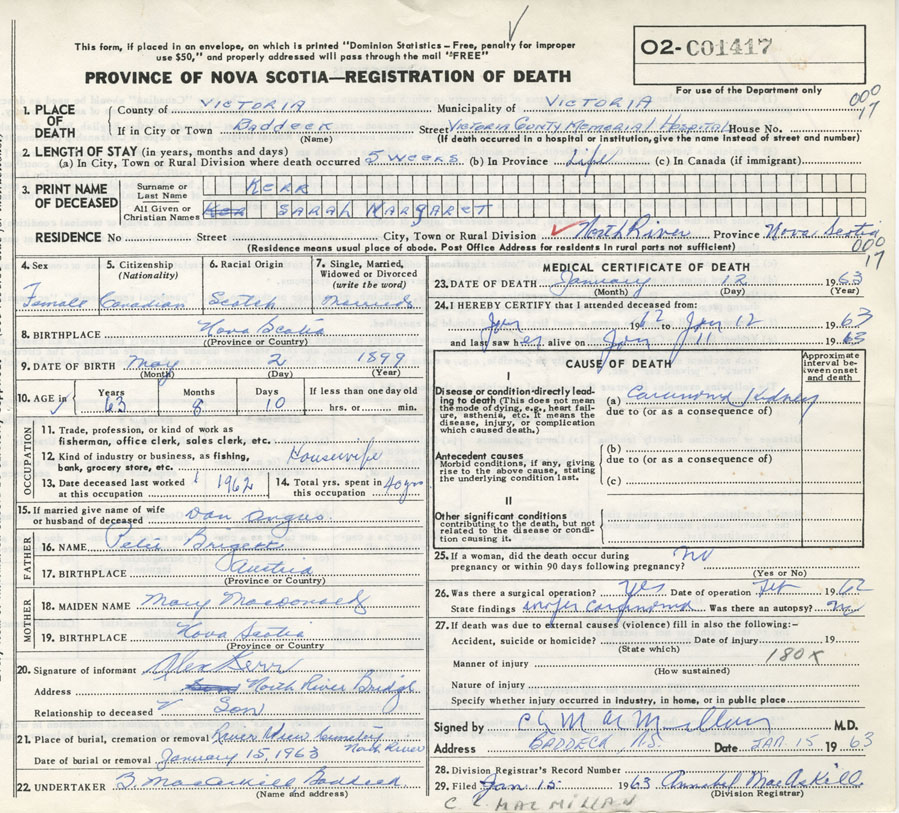 This form, if placed in an envelope, on which is printed "Dominion Statistics – Free, penalty for improper
use $50," and properly addressed will pass through the mail "FREE"
PROVINCE OF NOVA SCOTIA—REGISTRATION OF DEATH
O2- C01417
For use of the Department only
000
17
1. PLACE OF DEATH
County of VICTORIA Municipality of VICTORIA
If in City or Town Baddeck Street Victoria County Memorial Hospital House No.
(Name) (If death occurred in a hospital or institution, give the name instead of street and number)
2. LENGTH OF STAY (in years, months and days)
(a) In City, Town or Rural Division where death occurred 5 weeks (b) In Province Life (c) In Canada (if immigrant)
3. PRINT NAME OF DECEASED
Surname or Last Name KERR
All Given or Christian Names Ker SARAH MARGARET
RESIDENCE No Street City, Town or Rural Division North River Province Nova Scotia
(Residence means usual place of abode. Post Office Address for residents in rural parts not sufficient)
000
17
4. Sex Female
5. Citizenship (Nationality) Canadian
6. Racial Origin Scotch
7. Single, Married, Widowed or Divorced (write the word) Married
8. BIRTHPLACE Nova Scotia
(Province or Country)
9. DATE OF BIRTH May 2 1899
(Month) (Day) (Year)
10. AGE in Years 63 Months 8 Days 10 If less than one day old hrs. or min.
OCCUPATION
11. Trade, profession, or kind of work as fisherman, office clerk, sales clerk, etc.
12. Kind of industry or business, as fishing, bank, grocery store, etc. Housewife
13. Date deceased last worked at this occupation 1962
14. Total yrs. spent in this occupation 40 yrs
15. If married give name of wife or husband of deceased Dan Angus
FATHER
16. NAME Peter
17. BIRTHPLACE Austria
(Province or Country)
MOTHER
18. MAIDEN NAME Mary Macdonald
19. BIRTHPLACE Nova Scotia
(Province or Country
20. Signature of informant Alex Kerr
Address North River Bridge
Relationship to deceased Son
21. Place of burial, cremation or removal River View Cemetery North River
Date of burial or removal January 15, 1963
22. UNDERTAKER B. MacAskill Baddeck
(Name and address)
MEDICAL CERTIFICATE OF DEATH
23. DATE OF DEATH January 12 1963
(Month) (Day) (Year)
24. I HEREBY CERTIFY that I attended deceased from:
Jan 1962 to Jan 12 1963
and last saw her alive on Jan 11 1963
CAUSE OF DEATH
Approximate interval between onset and death
I
Disease or condition directly leading to death (This does not mean the mode of dying, e.g., heart failure, asthenia, etc. It means the disease, injury, or complication which caused death.)
(a) Carcinoma Kidney
due to (or as a consequence of)
Antecedent causes
Morbid conditions, if any, giving rise to the above cause, stating the underlying condition last.
(b)
due to (or as a consequence of)
(c)
II
Other significant conditions contributing to the death, but not related to the disease or condition causing it.
25. If a woman, did the death occur during pregnancy or within 90 days following pregnancy? No
(Yes or No)
26. Was there a surgical operation? Yes Date of operation Feb 1962
State findings carcinoma Was there an autopsy? no
27. If death was due to external causes (violence) fill in also the following:–
Accident, suicide or homicide? Date of injury 19
(State which)
180X
Manner of injury
(How sustained)
Nature of injury
Specify whether injury occurred in industry, in home, or in public place
Signed by C L MacMillan M.D.
Address BADDECK, N.S. Date JAN 15 1963
28. Division Registrar's Record Number
29. Filed Jan 15 1963 Annabel MacAskill
(Division Registrar)
C. L. MACMILLAN